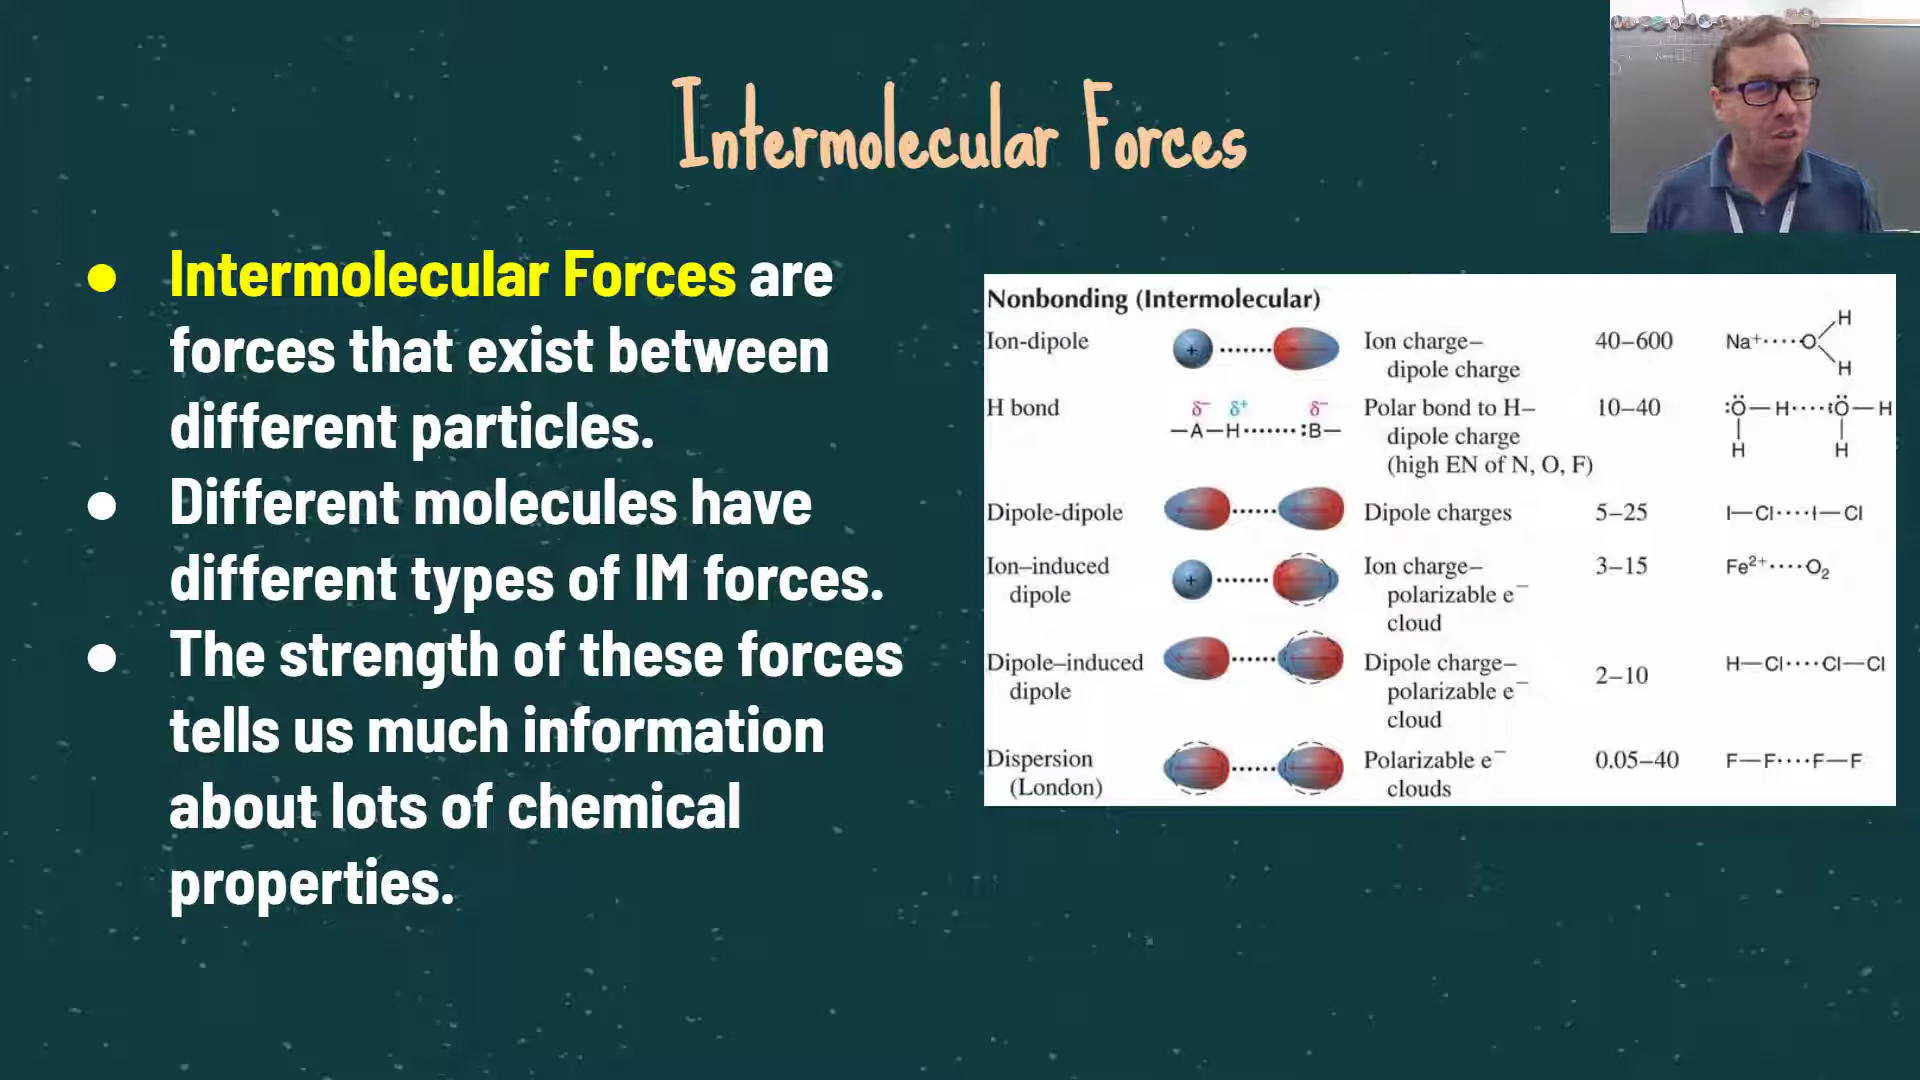 Intermolecular Forces
● Intermolecular Forces are
forces that exist between
different particles.
● Different molecules have
different types of IM forces.
● The strength of these forces
tells us much information
about lots of chemical
properties.
Nonbonding (Intermolecular)
Ion-dipole + Ion charge– 40–600 Na⁺····O H
dipole charge H
H bond δ⁻ δ⁺ δ⁻ Polar bond to H– 10–40 :Ö—H····:Ö—H
—A—H·······:B— dipole charge H H
(high EN of N, O, F)
Dipole-dipole Dipole charges 5–25 I—Cl····I—Cl
Ion–induced + Ion charge– 3–15 Fe²⁺····O₂
dipole polarizable e⁻
cloud
Dipole–induced Dipole charge– 2–10 H—Cl····Cl—Cl
dipole polarizable e⁻
cloud
Dispersion Polarizable e⁻ 0.05–40 F—F····F—F
(London) clouds